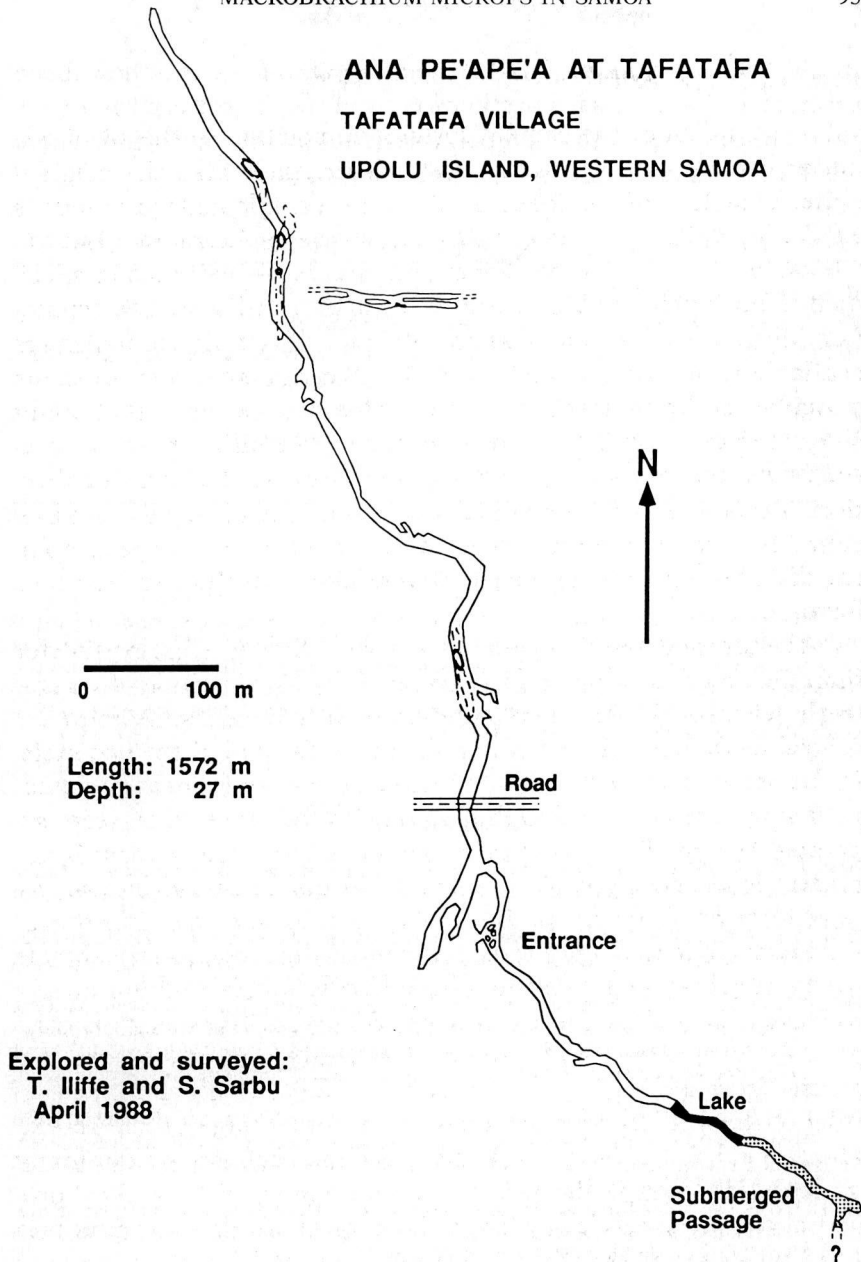 MACROBRACHIUM MICROPS IN SAMOA 93
ANA PE'APE'A AT TAFATAFA
TAFATAFA VILLAGE
UPOLU ISLAND, WESTERN SAMOA
N
0 100 m
Length: 1572 m
Depth: 27 m
Road
Entrance
Explored and surveyed:
T. Iliffe and S. Sarbu
April 1988
Lake
Submerged
Passage
?